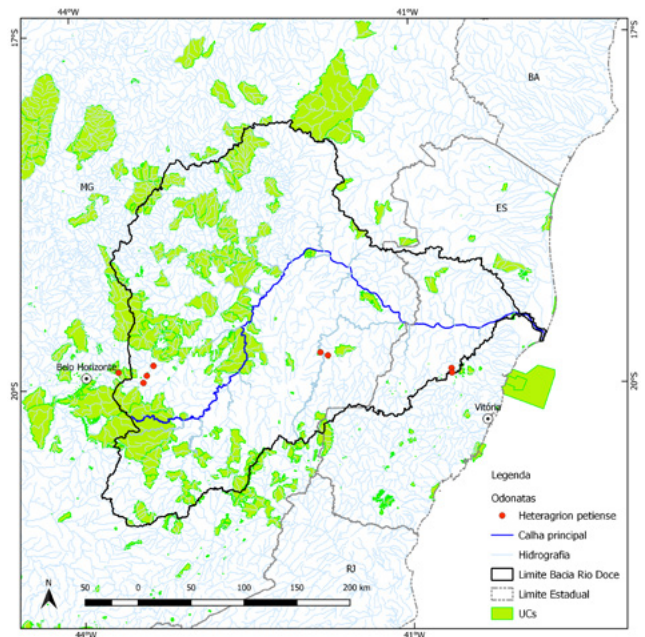 44°W 41°W
17°S 17°S
BA
MG
ES
Belo Horizonte
20°S 20°S
Vitória
Legenda
Odonatas
Heteragrion petiense
Calha principal
Hidrografia
Limite Bacia Rio Doce
Limite Estadual
UCs
RJ
N
50 0 50 100 150 200 km
44°W 41°W